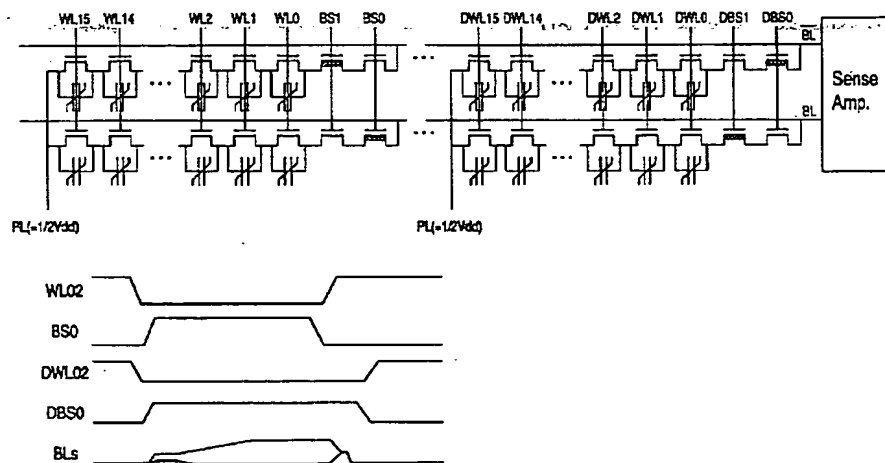 WL15 WL14 WL2 WL1 WL0 BS1 BS0 DWL15 DWL14 DWL2 DWL1 DWL0 DBS1 DBS0
BL
Sense
Amp.
BL
PL(=1/2Vdd) PL(=1/2Vdd)
WL02
BS0
DWL02
DBS0
BLs